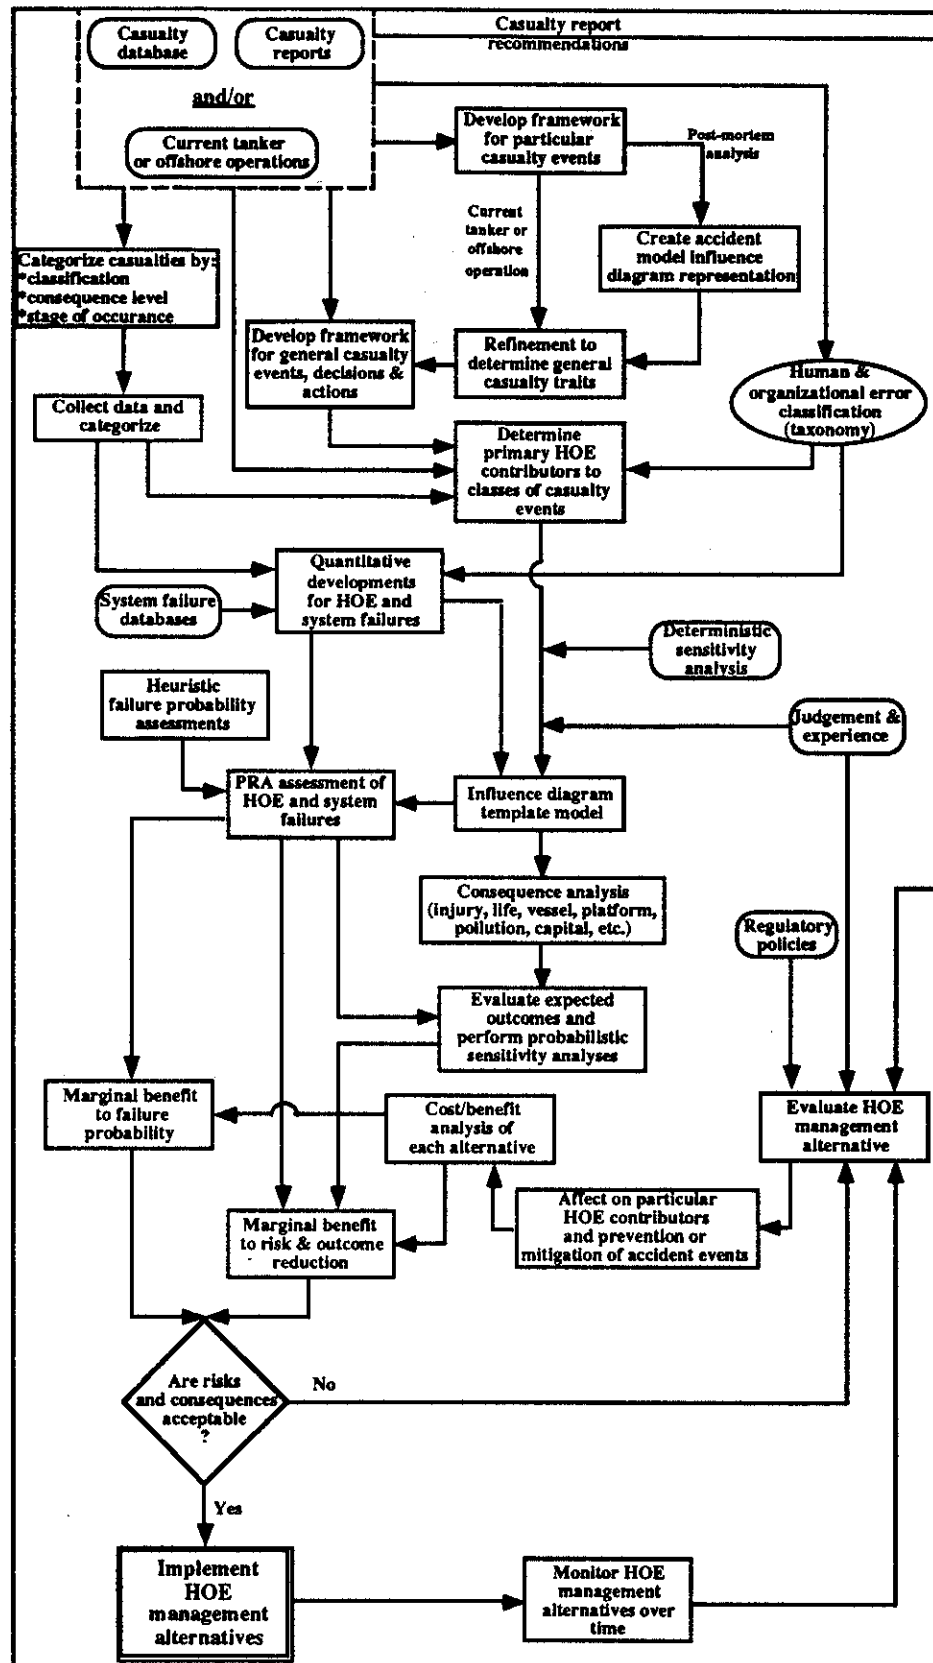 Casualty report
recommendations
Casualty
database
Casualty
reports
and/or
Current tanker
or offshore operations
Develop framework
for particular
casualty events
Post-mortem
analysis
Current
tanker or
offshore
operation
Create accident
model influence
diagram representation
Categorize casualties by:
*classification
*consequence level
*stage of occurance
Develop framework
for general casualty
events, decisions &
actions
Refinement to
determine general
casualty traits
Human &
organizational error
classification
(taxonomy)
Collect data and
categorize
Determine
primary HOE
contributors to
classes of casualty
events
Quantitative
developments
for HOE and
system failures
System failure
databases
Deterministic
sensitivity
analysis
Heuristic
failure probability
assessments
Judgement &
experience
PRA assessment of
HOE and system
failures
Influence diagram
template model
Consequence analysis
(injury, life, vessel, platform,
pollution, capital, etc.)
Regulatory
policies
Evaluate expected
outcomes and
perform probabilistic
sensitivity analyses
Marginal benefit
to failure
probability
Cost/benefit
analysis of
each alternative
Evaluate HOE
management
alternative
Affect on particular
HOE contributors
and prevention or
mitigation of accident events
Marginal benefit
to risk & outcome
reduction
Are risks
and consequences
acceptable
?
No
Yes
Implement
HOE
management
alternatives
Monitor HOE
management
alternatives over
time